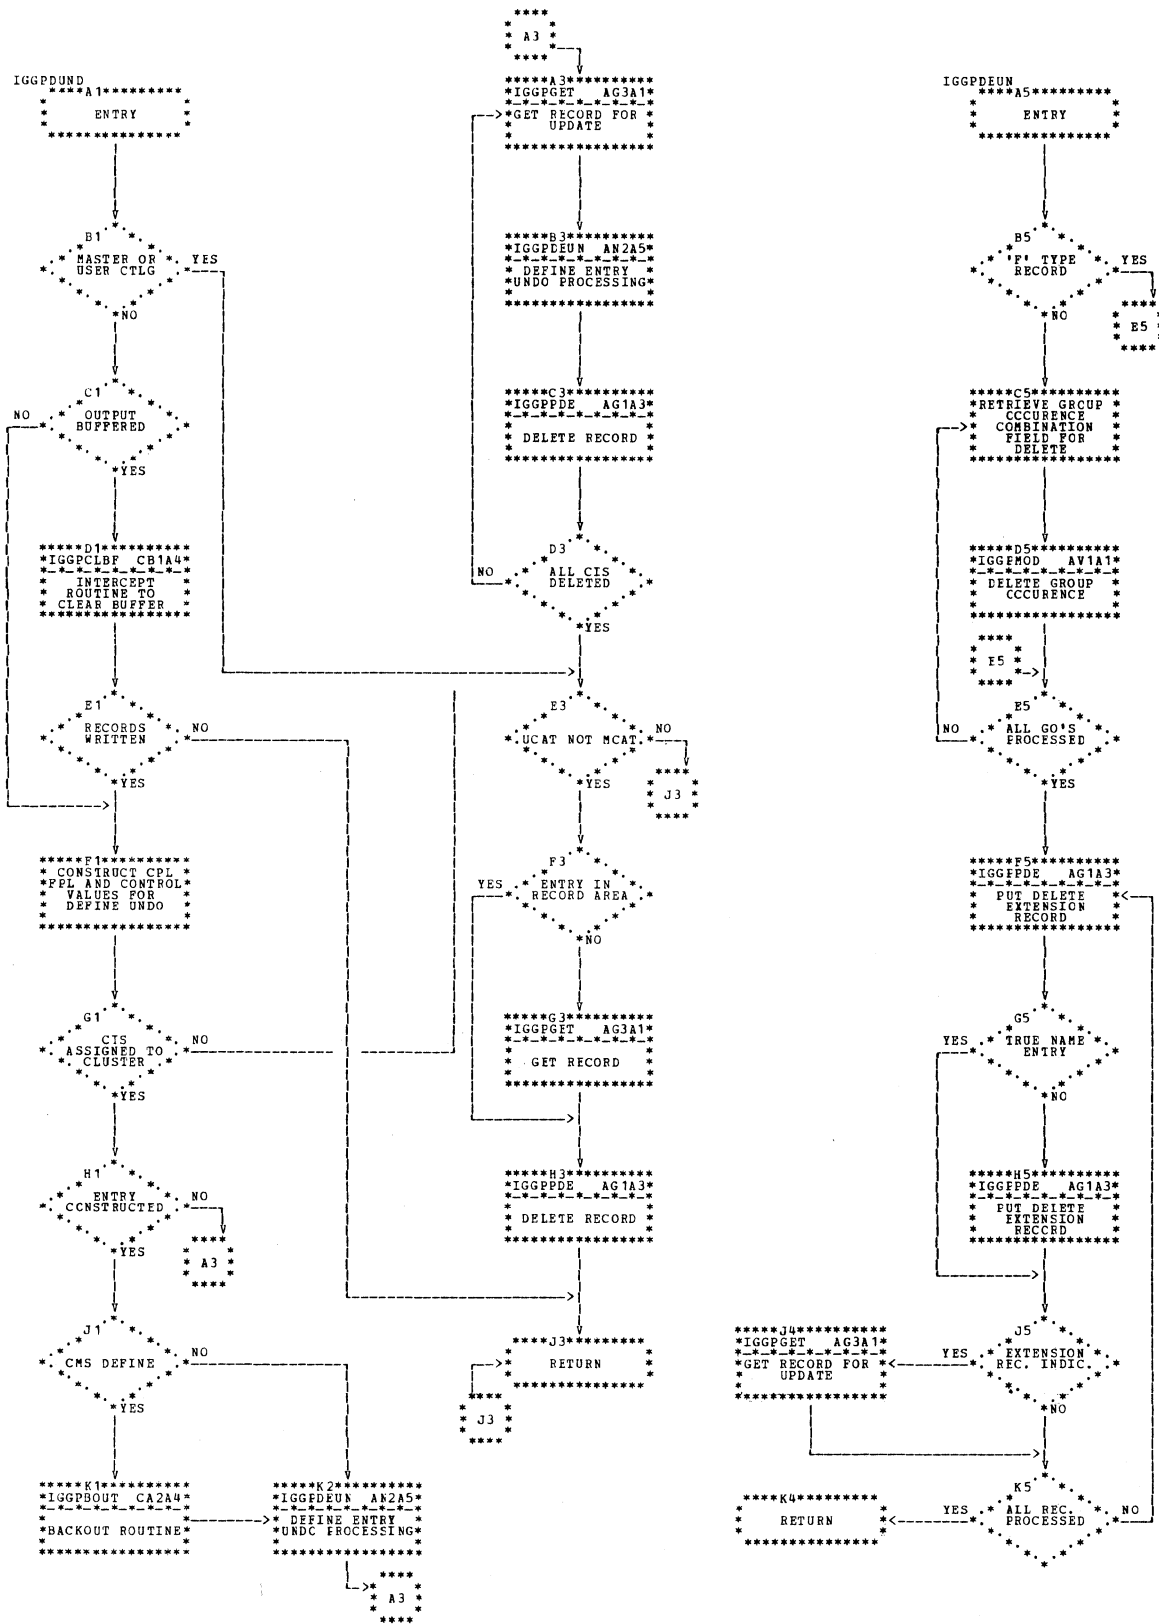 IGGPDUND
A1
ENTRY
B1
MASTER OR
USER CTLG
YES
NO
C1
OUTPUT
BUFFERED
NO
YES
D1
IGGPCLBF CB1A4
INTERCEPT
ROUTINE TO
CLEAR BUFFER
E1
RECORDS
WRITTEN
NO
YES
F1
CONSTRUCT CPL
FPL AND CONTROL
VALUES FOR
DEFINE UNDO
G1
CIS
ASSIGNED TO
CLUSTER
NO
YES
H1
ENTRY
CCNSTRUCTED
NO
A3
YES
J1
CMS DEFINE
NO
YES
K1
IGGPBOUT CA2A4
BACKOUT ROUTINE
K2
IGGPDEUN AN2A5
DEFINE ENTRY
UNDC PROCESSING
A3
A3
A3
IGGPGET AG3A1
GET RECORD FOR
UPDATE
B3
IGGPDEUN AN2A5
DEFINE ENTRY
UNDO PROCESSING
C3
IGGPPDE AG1A3
DELETE RECORD
D3
ALL CIS
DELETED
NO
YES
E3
UCAT NOT MCAT
NO
J3
YES
F3
ENTRY IN
RECORD AREA
YES
NO
G3
IGGPGET AG3A1
GET RECORD
H3
IGGPPDE AG1A3
DELETE RECORD
J3
RETURN
J3
IGGPDEUN
A5
ENTRY
B5
'F' TYPE
RECORD
YES
E5
NO
C5
RETRIEVE GRCUP
CCCURENCE
COMBINATION
FIELD FOR
DELETE
D5
IGGPMOD AV1A1
DELETE GROUP
CCCURENCE
E5
E5
ALL GO'S
PROCESSED
NO
YES
F5
IGGPPDE AG1A3
PUT DELETE
EXTENSION
RECORD
G5
TRUE NAME
ENTRY
YES
NO
H5
IGGPPDE AG1A3
PUT DELETE
EXTENSION
RECCRD
J4
IGGPGET AG3A1
GET RECORD FOR
UPDATE
J5
EXTENSION
REC. INDIC.
YES
NO
K4
RETURN
K5
ALL REC.
PROCESSED
YES
NO